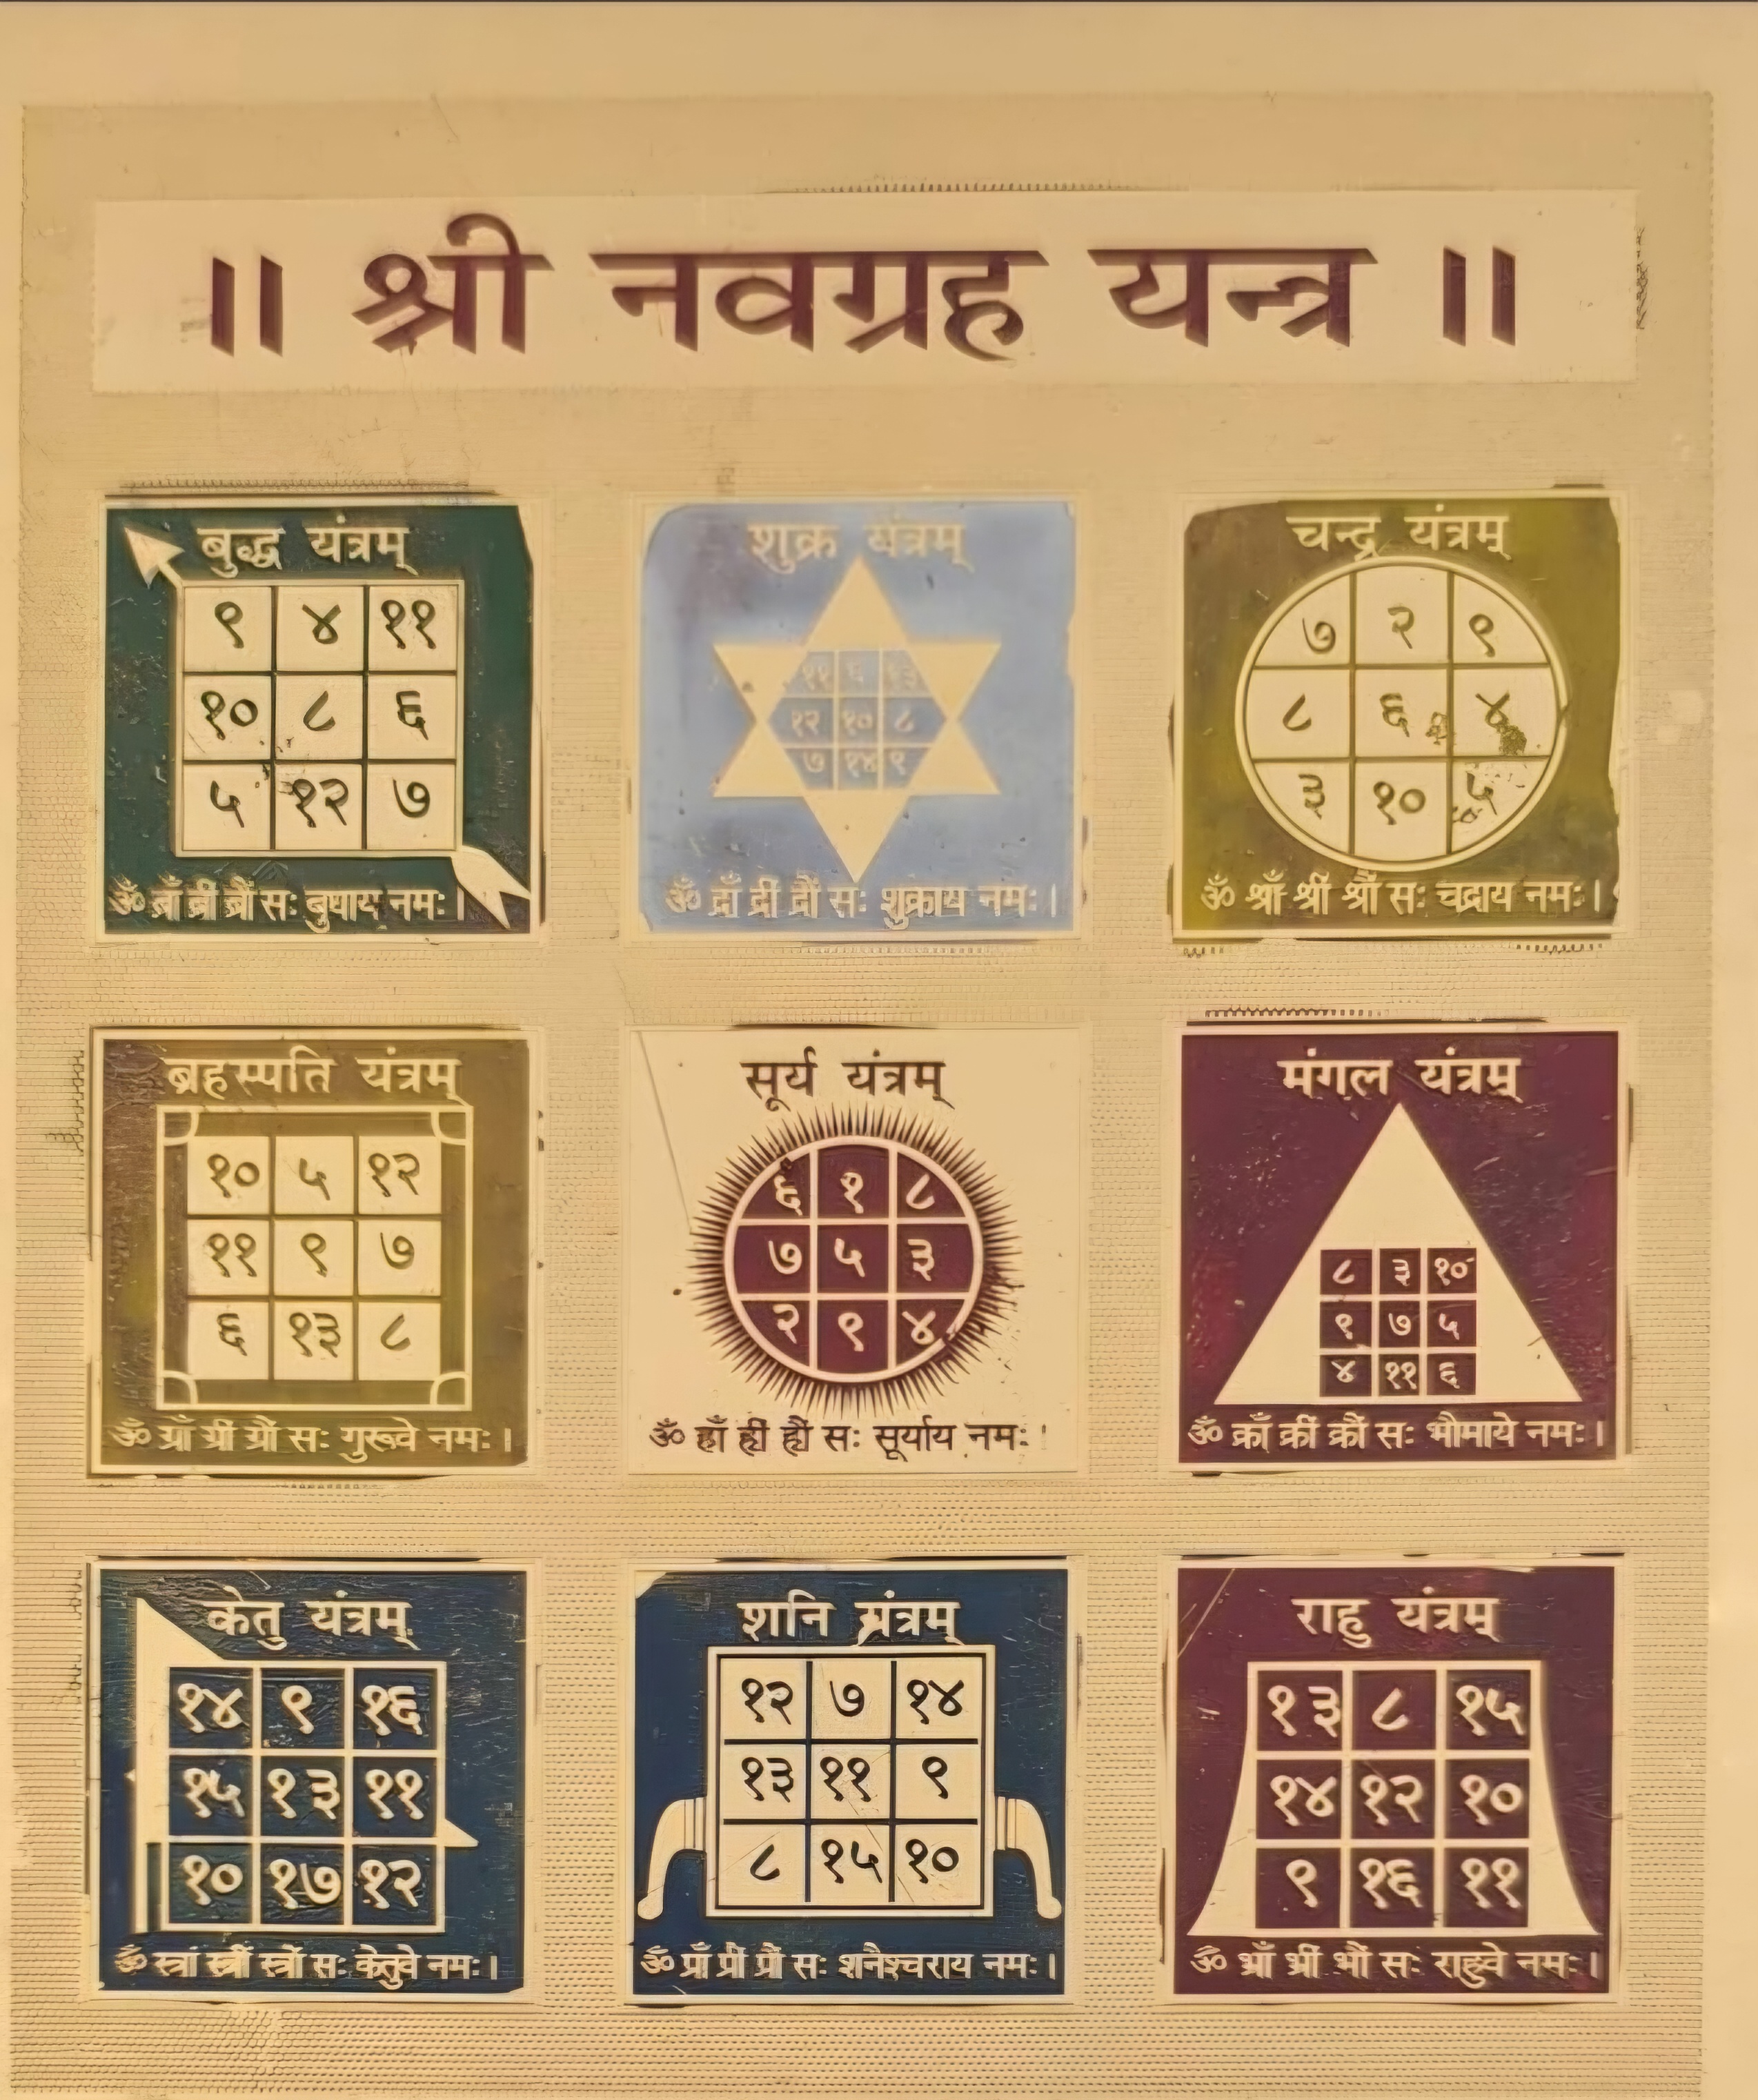 ॥ श्री नवग्रह यन्त्र ॥
बुद्ध यंत्रम्
९ ४ ११
१० ८ ६
५ १२ ७
ॐ ब्राँ ब्रीं ब्रौं सः बुधाय नमः।
शुक्र यंत्रम्
११ ६ १३
१२ १० ८
७ १४ ९
ॐ द्राँ द्रीं द्रौं सः शुक्राय नमः।
चन्द्र यंत्रम्
७ २ ९
८ ६ ४
३ १० ५
ॐ श्राँ श्रीं श्रौं सः चद्राय नमः।
ब्रहस्पति यंत्रम्
१० ५ १२
११ ९ ७
६ १३ ८
ॐ ग्राँ ग्रीं ग्रौं सः गुरूवे नमः।
सूर्य यंत्रम्
६ १ ८
७ ५ ३
२ ९ ४
ॐ ह्राँ ह्रीं ह्रौं सः सूर्याय नमः।
मंगल यंत्रम्
८ ३ १०
९ ७ ५
४ ११ ६
ॐ क्राँ क्रीं क्रौं सः भौमाये नमः।
केतु यंत्रम्
१४ ९ १६
१५ १३ ११
१० १७ १२
ॐ स्त्रां स्त्रीं स्त्रों सः केतुवे नमः।
शनि यंत्रम्
१२ ७ १४
१३ ११ ९
८ १५ १०
ॐ प्राँ प्रीं प्रौं सः शनैश्चराय नमः।
राहु यंत्रम्
१३ ८ १५
१४ १२ १०
९ १६ ११
ॐ भ्राँ भ्रीं भौं सः राहुवे नमः।